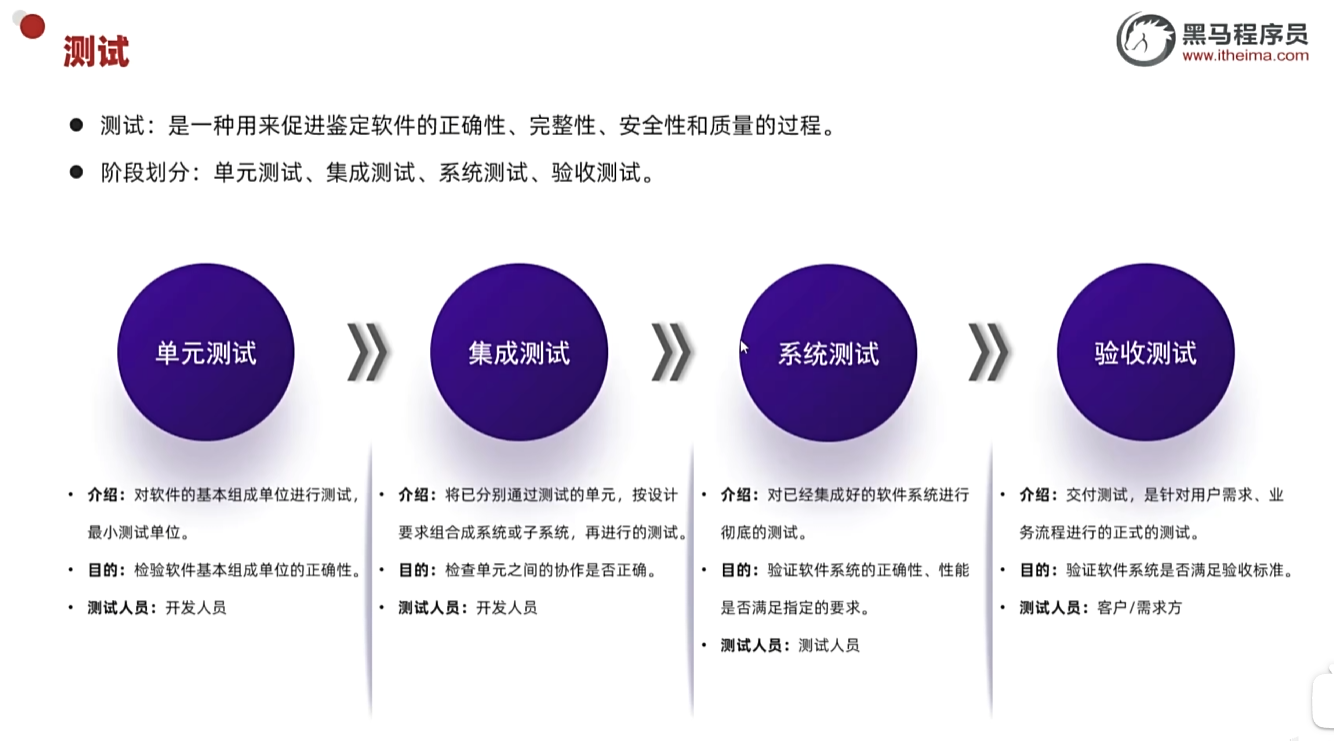 测试
黑马程序员
www.itheima.com
● 测试：是一种用来促进鉴定软件的正确性、完整性、安全性和质量的过程。
● 阶段划分：单元测试、集成测试、系统测试、验收测试。
单元测试
集成测试
系统测试
验收测试
• 介绍：对软件的基本组成单位进行测试，
最小测试单位。
• 目的：检验软件基本组成单位的正确性。
• 测试人员：开发人员
• 介绍：将已分别通过测试的单元，按设计
要求组合成系统或子系统，再进行的测试。
• 目的：检查单元之间的协作是否正确。
• 测试人员：开发人员
• 介绍：对已经集成好的软件系统进行
彻底的测试。
• 目的：验证软件系统的正确性、性能
是否满足指定的要求。
• 测试人员：测试人员
• 介绍：交付测试，是针对用户需求、业
务流程进行的正式的测试。
• 目的：验证软件系统是否满足验收标准。
• 测试人员：客户/需求方